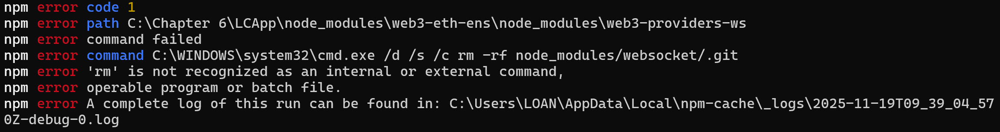 npm error code 1
npm error path C:\Chapter 6\LCApp\node_modules\web3-eth-ens\node_modules\web3-providers-ws
npm error command failed
npm error command C:\WINDOWS\system32\cmd.exe /d /s /c rm -rf node_modules/websocket/.git
npm error 'rm' is not recognized as an internal or external command,
npm error operable program or batch file.
npm error A complete log of this run can be found in: C:\Users\LOAN\AppData\Local\npm-cache\_logs\2025-11-19T09_39_04_57
0Z-debug-0.log